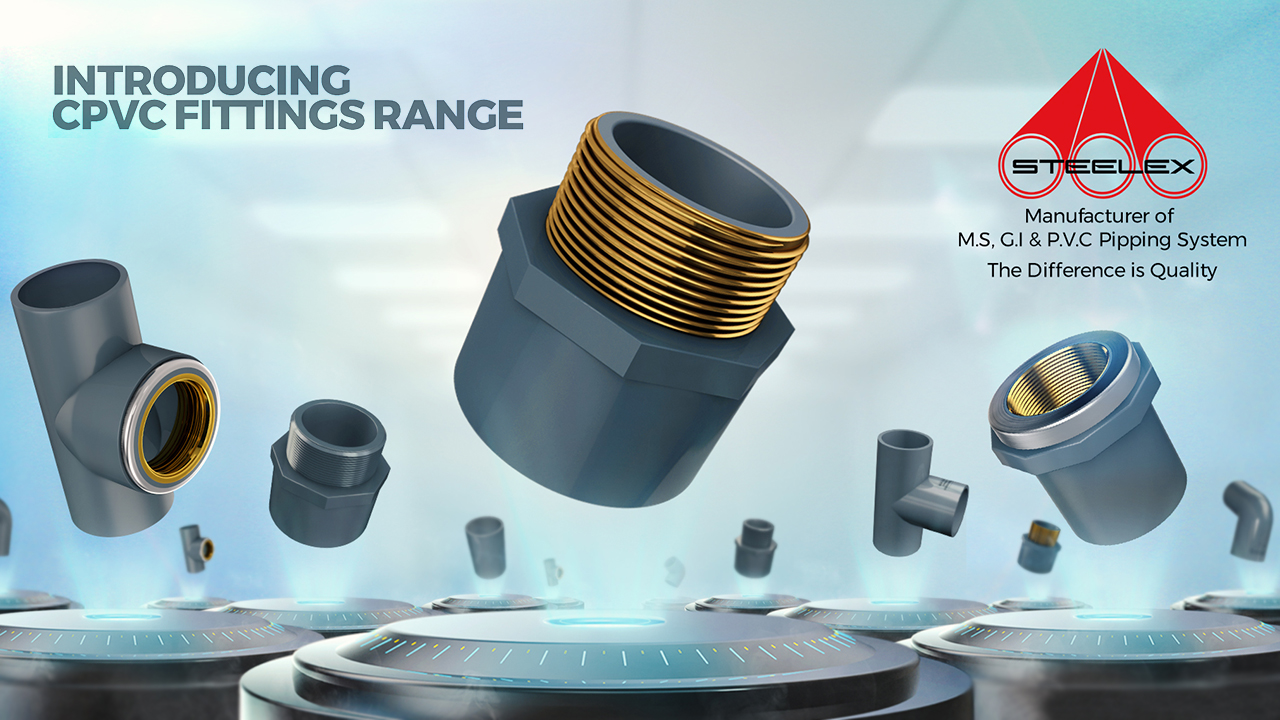 INTRODUCING
CPVC FITTINGS RANGE
STEELEX
Manufacturer of
M.S, G.I & P.V.C Pipping System
The Difference is Quality